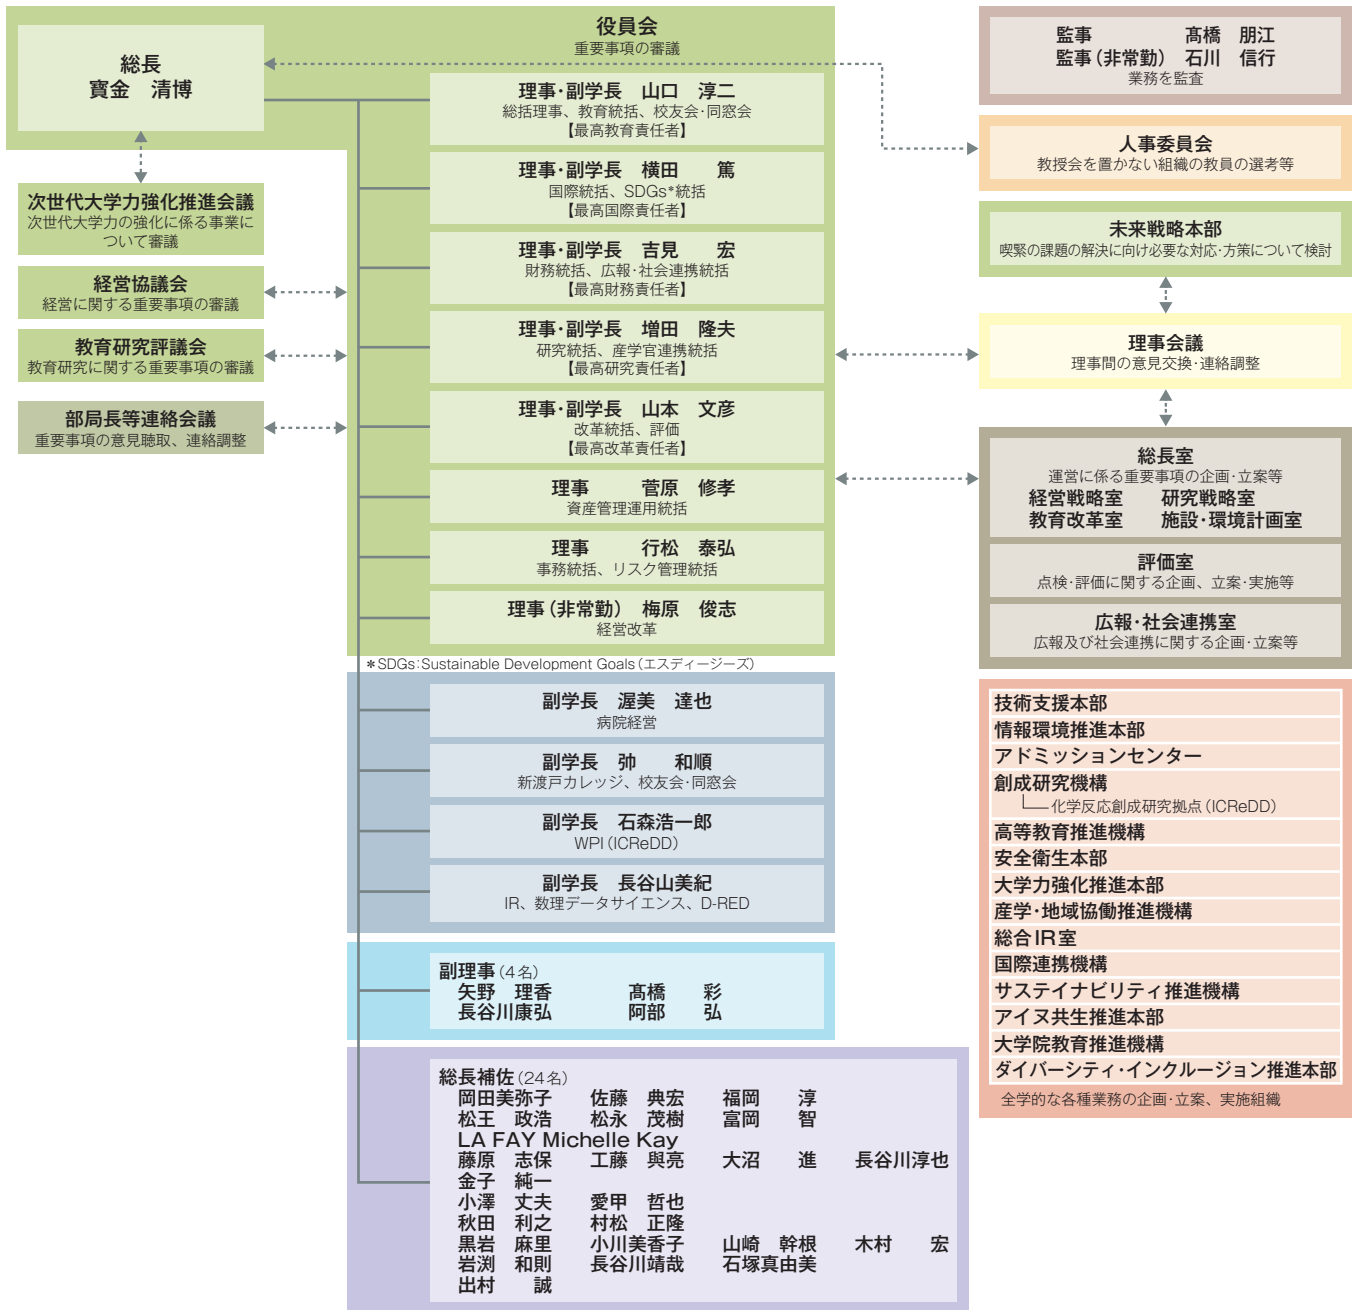 総長
寳金　清博
役員会
重要事項の審議
理事･副学長　山口　淳二
総括理事、教育統括、校友会･同窓会
【最高教育責任者】
理事･副学長　横田　　篤
国際統括、SDGs*統括
【最高国際責任者】
理事･副学長　吉見　　宏
財務統括、広報･社会連携統括
【最高財務責任者】
理事･副学長　増田　隆夫
研究統括、産学官連携統括
【最高研究責任者】
理事･副学長　山本　文彦
改革統括、評価
【最高改革責任者】
理事　　菅原　修孝
資産管理運用統括
理事　　行松　泰弘
事務統括、リスク管理統括
理事（非常勤）　梅原　俊志
経営改革
＊SDGs：Sustainable Development Goals（エスディージーズ）
次世代大学力強化推進会議
次世代大学力の強化に係る事業に
ついて審議
経営協議会
経営に関する重要事項の審議
教育研究評議会
教育研究に関する重要事項の審議
部局長等連絡会議
重要事項の意見聴取、連絡調整
副学長　渥美　達也
病院経営
副学長　弥　　和順
新渡戸カレッジ、校友会･同窓会
副学長　石森浩一郎
WPI（ICReDD）
副学長　長谷山美紀
IR、数理データサイエンス、D-RED
副理事（4名）
矢野　理香　　髙橋　　彩
長谷川康弘　　阿部　　弘
総長補佐（24名）
岡田美弥子　佐藤　典宏　福岡　　淳
松王　政浩　松永　茂樹　富岡　　智
LA FAY Michelle Kay
藤原　志保　工藤　與亮　大沼　　進　長谷川淳也
金子　純一
小澤　丈夫　愛甲　哲也
秋田　利之　村松　正隆
黒岩　麻里　小川美香子　山崎　幹根　木村　　宏
岩渕　和則　長谷川靖哉　石塚真由美
出村　　誠
監事　　髙橋　朋江
監事（非常勤）　石川　信行
業務を監査
人事委員会
教授会を置かない組織の教員の選考等
未来戦略本部
喫緊の課題の解決に向け必要な対応･方策について検討
理事会議
理事間の意見交換･連絡調整
総長室
運営に係る重要事項の企画･立案等
経営戦略室　研究戦略室
教育改革室　施設･環境計画室
評価室
点検･評価に関する企画、立案･実施等
広報･社会連携室
広報及び社会連携に関する企画･立案等
技術支援本部
情報環境推進本部
アドミッションセンター
創成研究機構
化学反応創成研究拠点（ICReDD）
高等教育推進機構
安全衛生本部
大学力強化推進本部
産学･地域協働推進機構
総合IR室
国際連携機構
サステイナビリティ推進機構
アイヌ共生推進本部
大学院教育推進機構
ダイバーシティ･インクルージョン推進本部
全学的な各種業務の企画･立案、実施組織